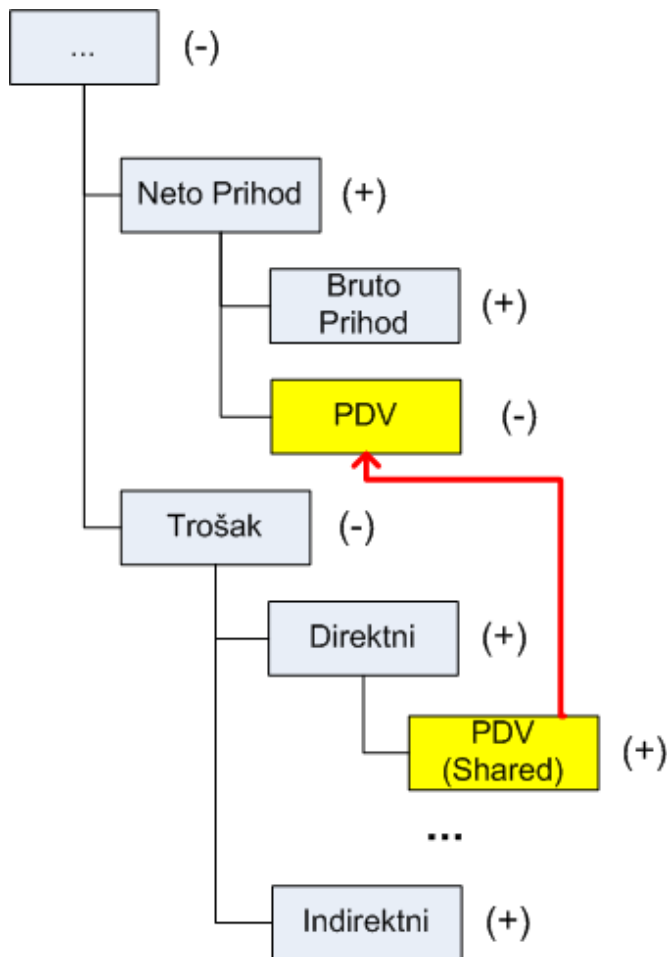 ... (-)
Neto Prihod (+)
Bruto
Prihod (+)
PDV (-)
Trošak (-)
Direktni (+)
PDV
(Shared) (+)
...
Indirektni (+)